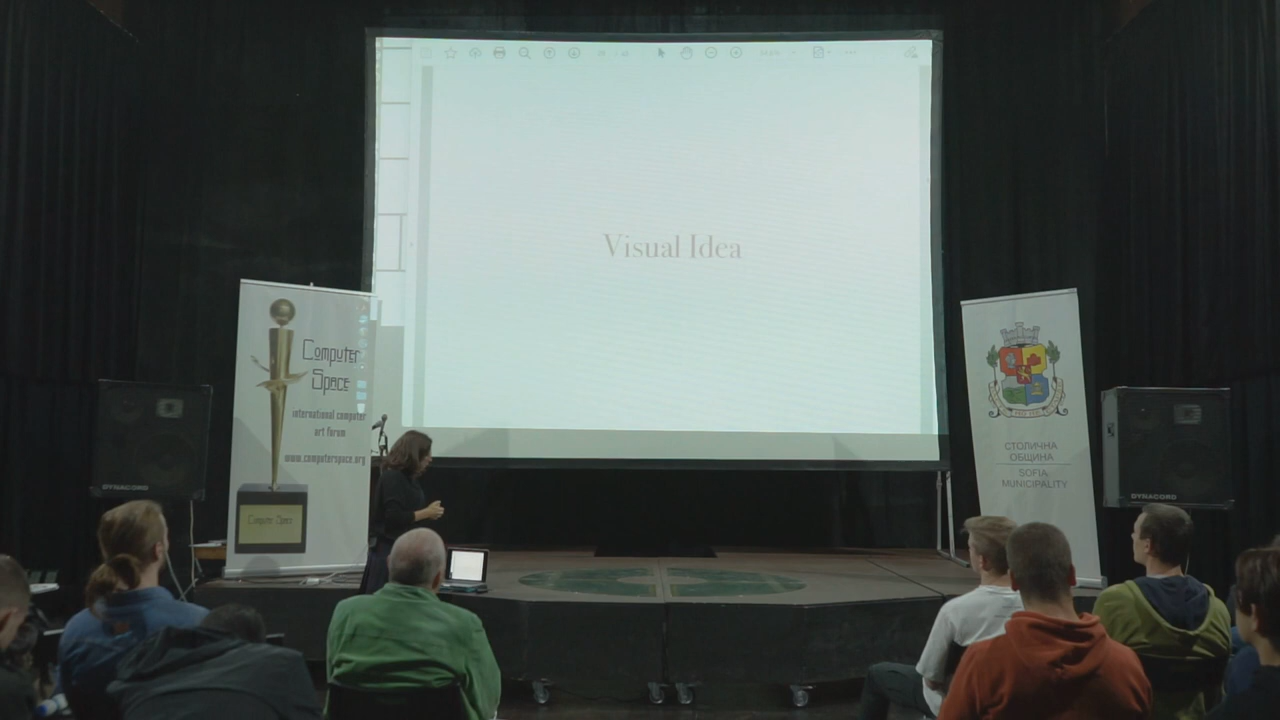 Visual Idea
Computer
Space
international computer
art forum
www.computerspace.org
Computer Space
DYNACORD
СТОЛИЧНА
ОБЩИНА
SOFIA
MUNICIPALITY
DYNACORD